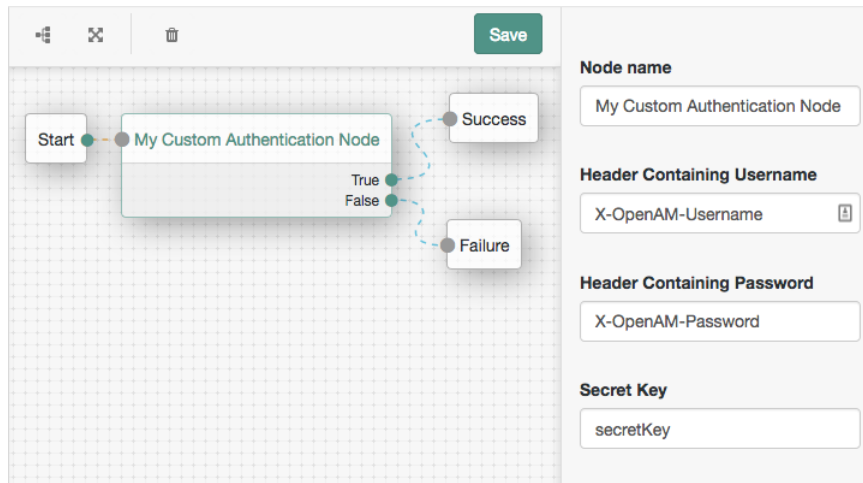 Save
Start
My Custom Authentication Node
True
False
Success
Failure
Node name
My Custom Authentication Node
Header Containing Username
X-OpenAM-Username
Header Containing Password
X-OpenAM-Password
Secret Key
secretKey